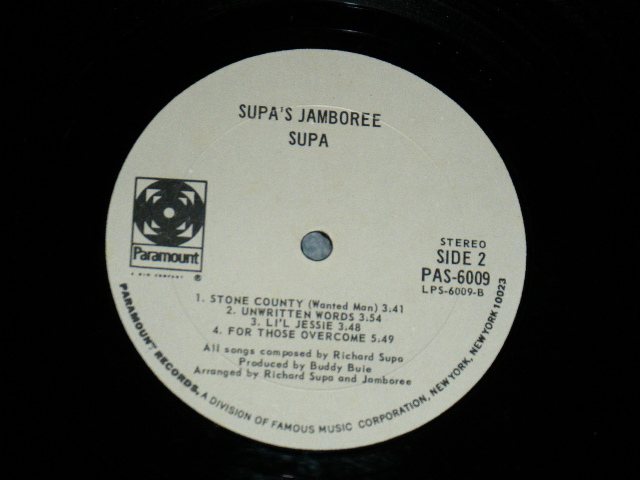 SUPA'S JAMBOREE
SUPA
Paramount
A G+W COMPANY
®
STEREO
SIDE 2
PAS-6009
LPS-6009-B
1. STONE COUNTY (Wanted Man) 3.41
2. UNWRITTEN WORDS 3.54
3. LI'L JESSIE 3.48
4. FOR THOSE OVERCOME 5.49
All songs composed by Richard Supa
Produced by Buddy Buie
Arranged by Richard Supa and Jamboree
PARAMOUNT RECORDS, A DIVISION OF FAMOUS MUSIC CORPORATION, NEW YORK, NEW YORK 10023